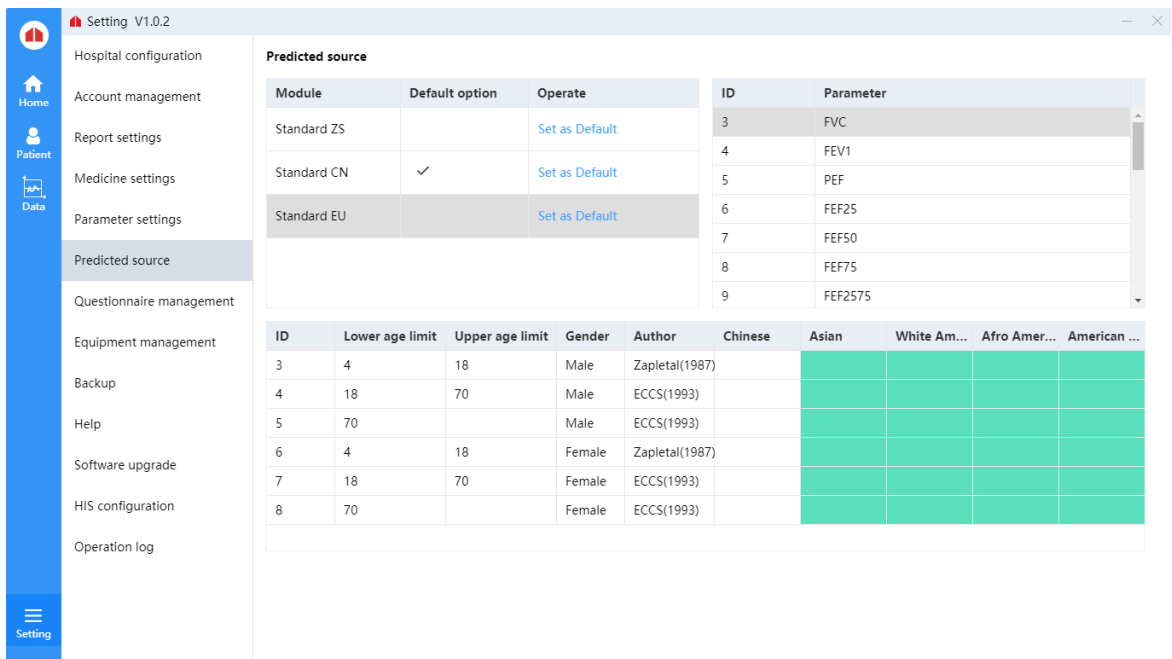 Setting V1.0.2
Home
Patient
Data
Setting
Hospital configuration
Account management
Report settings
Medicine settings
Parameter settings
Predicted source
Questionnaire management
Equipment management
Backup
Help
Software upgrade
HIS configuration
Operation log
Predicted source
Module Default option Operate
Standard ZS Set as Default
Standard CN ✓ Set as Default
Standard EU Set as Default
ID Parameter
3 FVC
4 FEV1
5 PEF
6 FEF25
7 FEF50
8 FEF75
9 FEF2575
ID Lower age limit Upper age limit Gender Author Chinese Asian White Am... Afro Amer... American ...
3 4 18 Male Zapletal(1987)
4 18 70 Male ECCS(1993)
5 70 Male ECCS(1993)
6 4 18 Female Zapletal(1987)
7 18 70 Female ECCS(1993)
8 70 Female ECCS(1993)